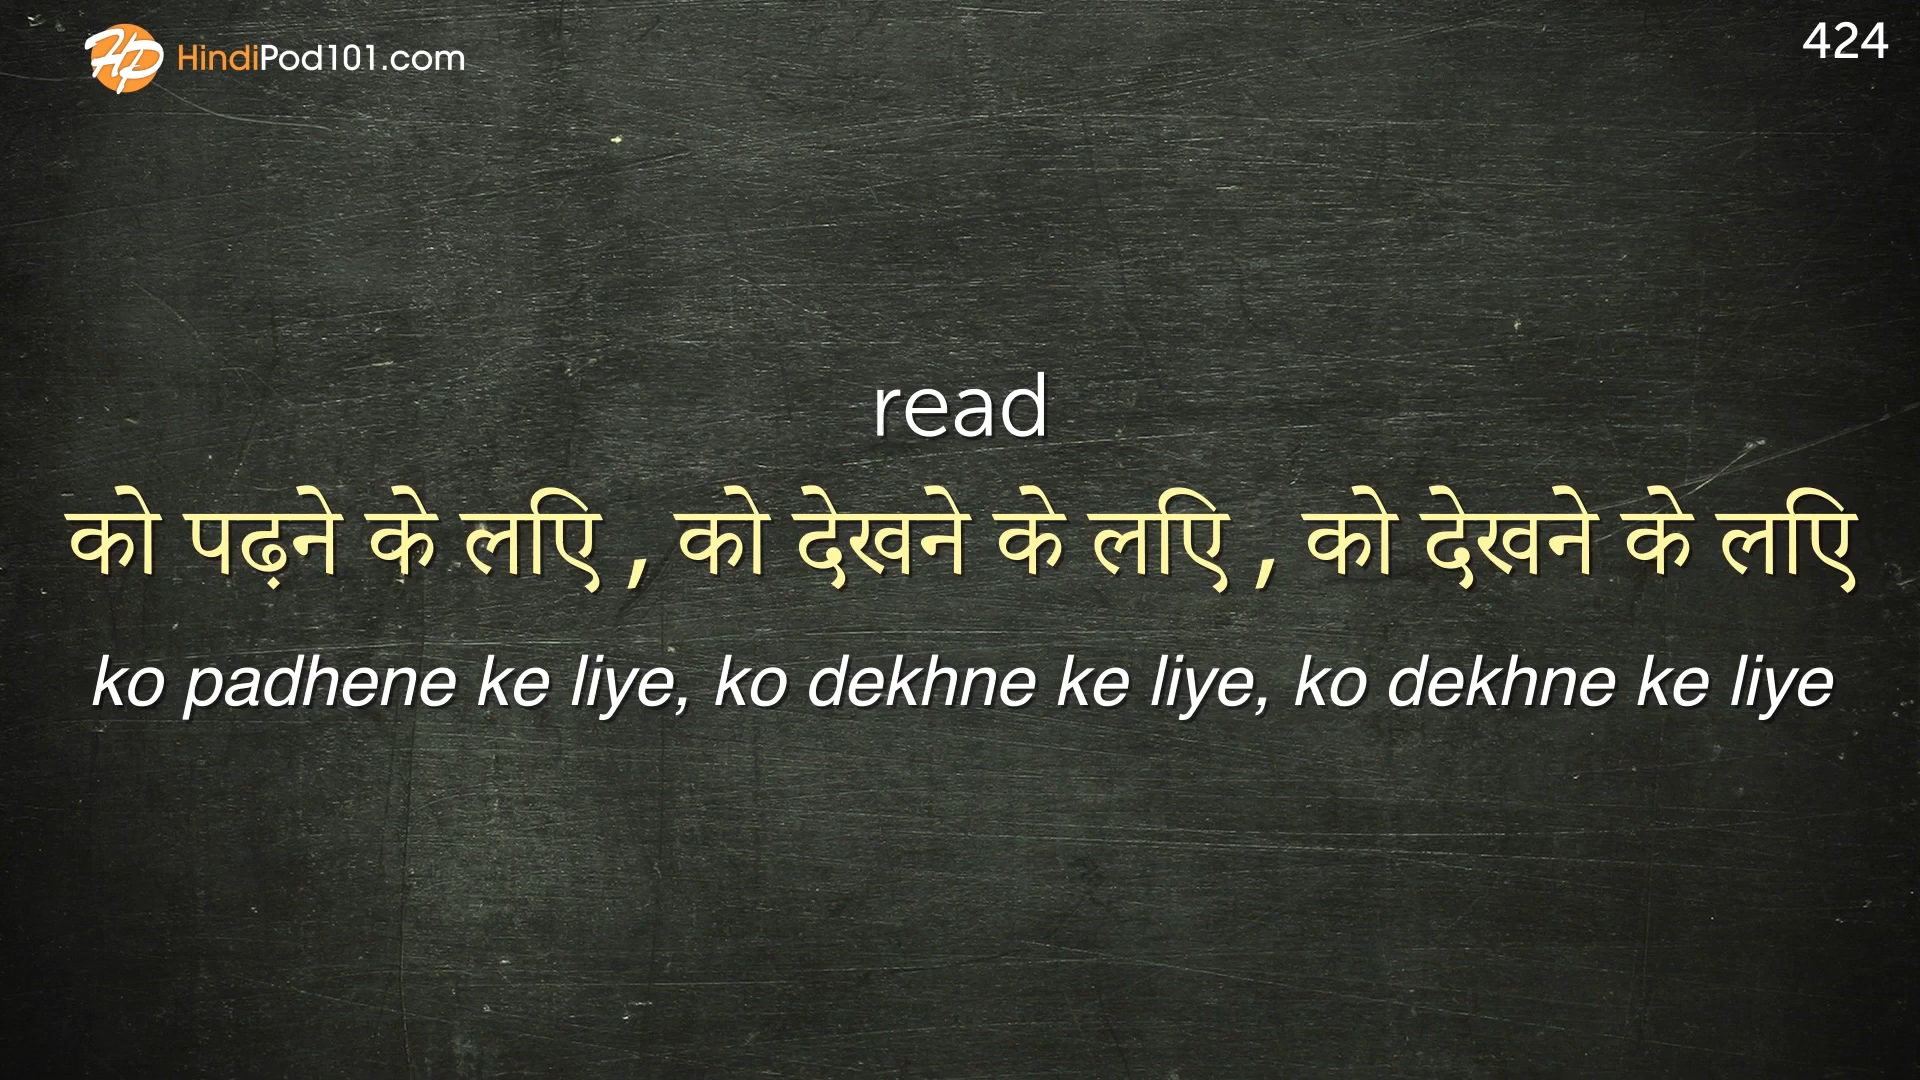 HindiPod101.com
424
read
को पढ़ने के लिए , को देखने के लिए , को देखने के लिए
ko padhene ke liye, ko dekhne ke liye, ko dekhne ke liye